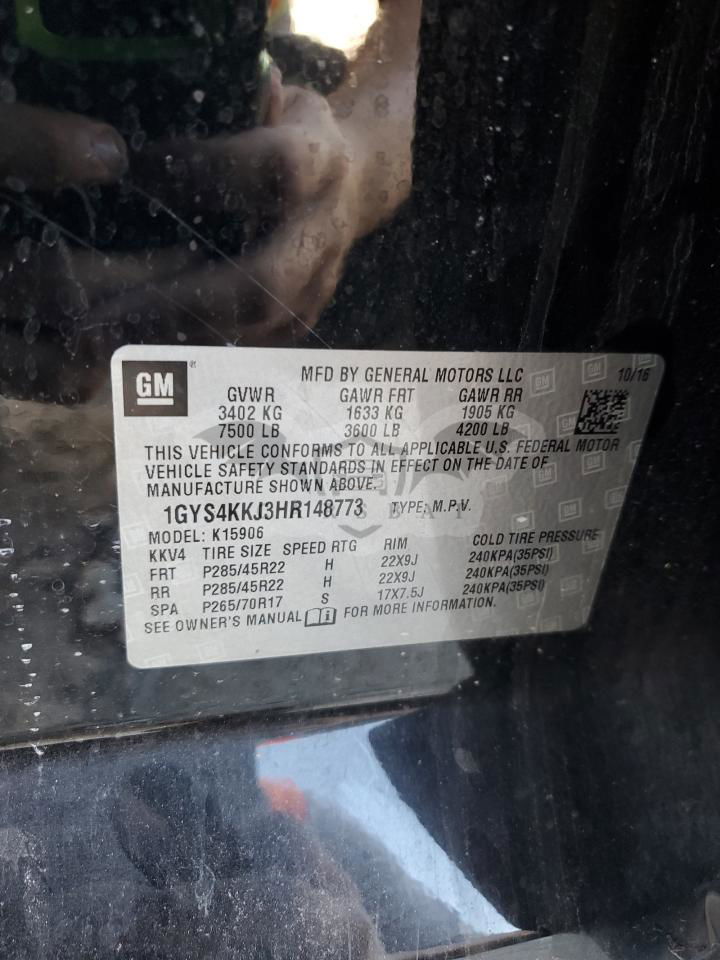 GM
MFD BY GENERAL MOTORS LLC 10/16
GVWR GAWR FRT GAWR RR
3402 KG 1633 KG 1905 KG
7500 LB 3600 LB 4200 LB
THIS VEHICLE CONFORMS TO ALL APPLICABLE U.S. FEDERAL MOTOR
VEHICLE SAFETY STANDARDS IN EFFECT ON THE DATE OF
MANUFACTURE SHOWN ABOVE.
1GYS4KKJ3HR148773 TYPE: M.P.V.
MODEL: K15906
KKV4 TIRE SIZE SPEED RTG RIM COLD TIRE PRESSURE
FRT P285/45R22 H 22X9J 240KPA(35PSI)
RR P285/45R22 H 22X9J 240KPA(35PSI)
SPA P265/70R17 S 17X7.5J 240KPA(35PSI)
SEE OWNER'S MANUAL FOR MORE INFORMATION.